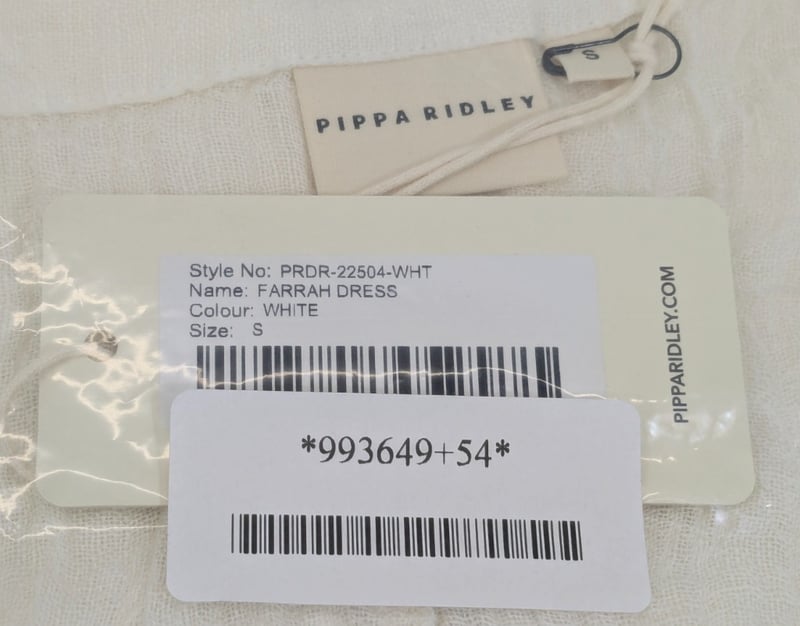 PIPPA RIDLEY
S
Style No: PRDR-22504-WHT
Name: FARRAH DRESS
Colour: WHITE
Size: S
PIPPARIDLEY.COM
*993649+54*